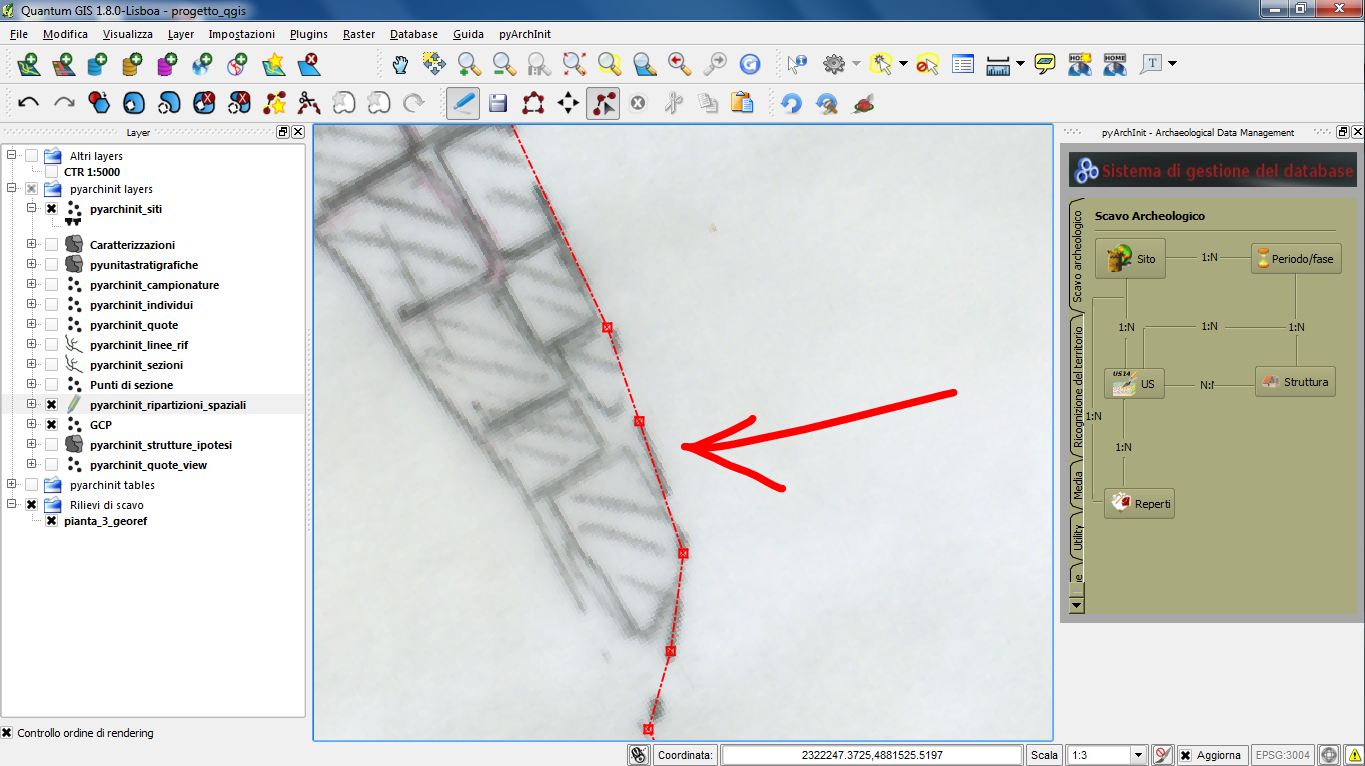 Quantum GIS 1.8.0-Lisboa - progetto_qgis
File Modifica Visualizza Layer Impostazioni Plugins Raster Database Guida pyArchInit
HOME
T
Layer
Altri layers
CTR 1:5000
pyarchinit layers
pyarchinit_siti
Caratterizzazioni
pyunitastratigrafiche
pyarchinit_campionature
pyarchinit_individui
pyarchinit_quote
pyarchinit_linee_rif
pyarchinit_sezioni
Punti di sezione
pyarchinit_ripartizioni_spaziali
GCP
pyarchinit_strutture_ipotesi
pyarchinit_quote_view
pyarchinit tables
Rilievi di scavo
pianta_3_georef
Controllo ordine di rendering
pyArchInit - Archaeological Data Management
Sistema di gestione del database
Scavo archeologico
Ricognizione del territorio
Media
Utility
Scavo Archeologico
Sito 1:N Periodo/fase
1:N 1:N 1:N
US14
US N:I Struttura
1:N
1:N
Reperti
Coordinata: 2322247.3725,4881525.5197 Scala 1:3 Aggiorna EPSG:3004